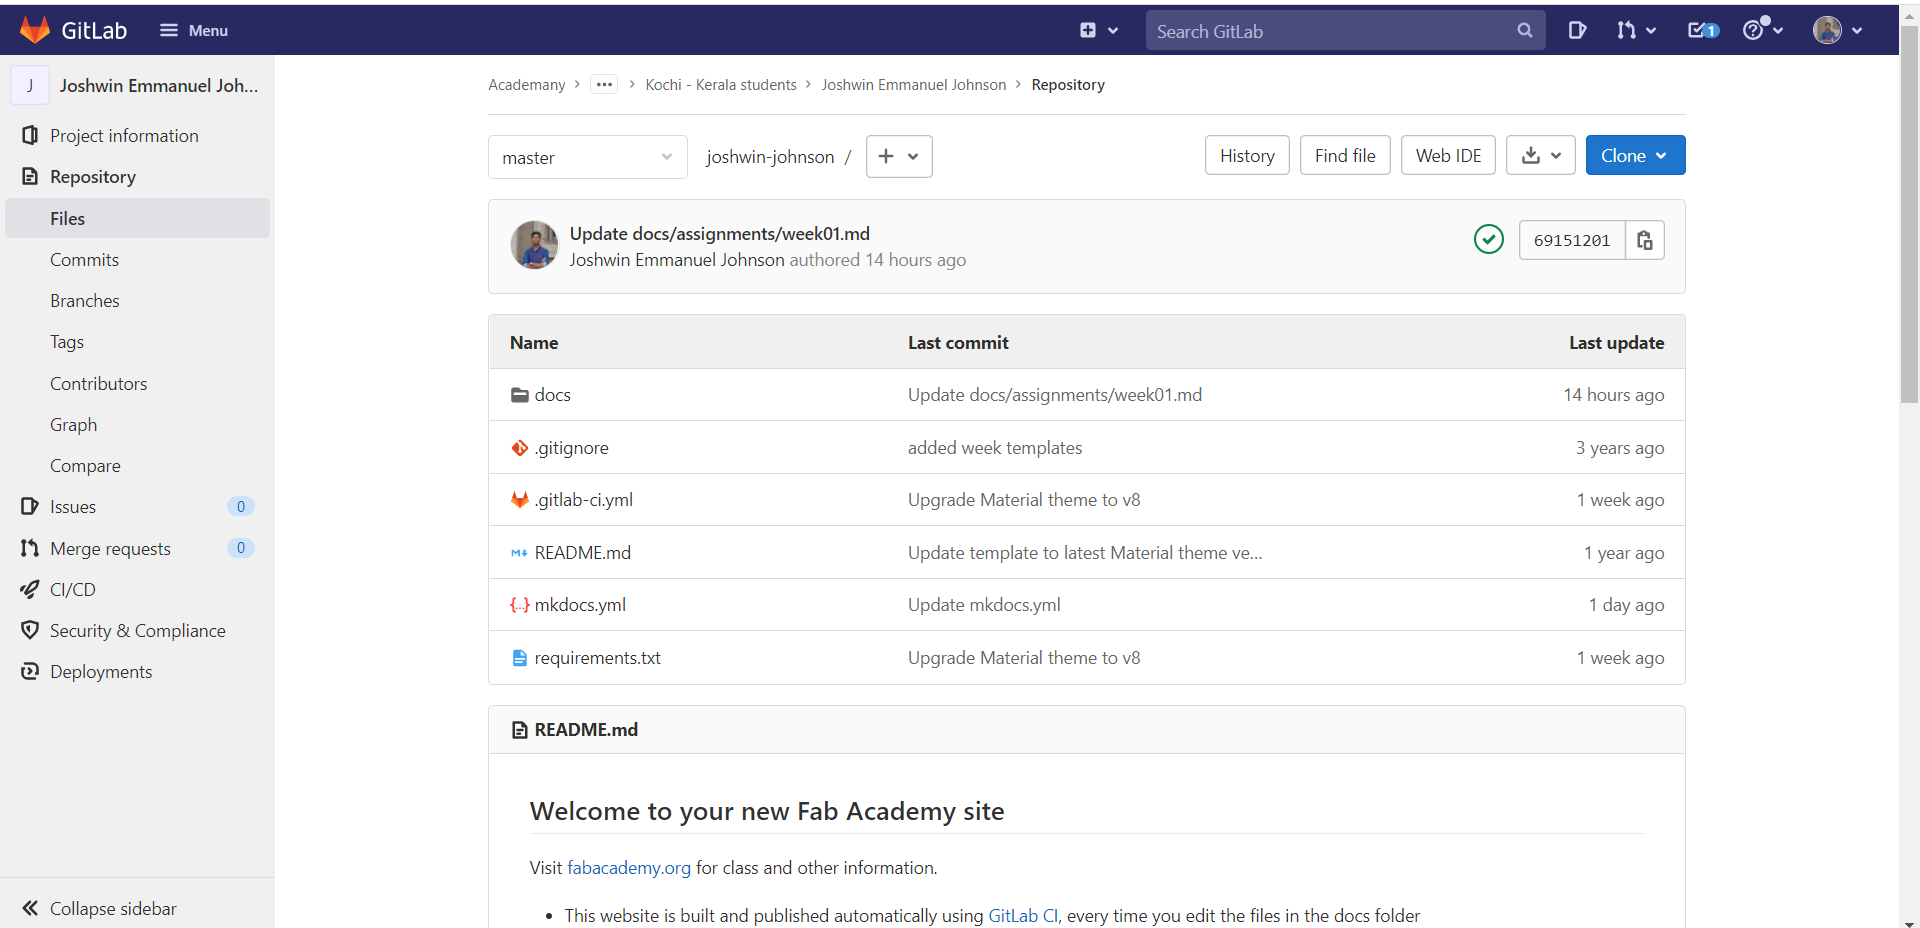 GitLab Menu Search GitLab 1
J Joshwin Emmanuel Joh...
Project information
Repository
Files
Commits
Branches
Tags
Contributors
Graph
Compare
Issues 0
Merge requests 0
CI/CD
Security & Compliance
Deployments
Collapse sidebar
Academany > ... > Kochi - Kerala students > Joshwin Emmanuel Johnson > Repository
master joshwin-johnson / + History Find file Web IDE Clone
Update docs/assignments/week01.md
Joshwin Emmanuel Johnson authored 14 hours ago
69151201
Name Last commit Last update
docs Update docs/assignments/week01.md 14 hours ago
.gitignore added week templates 3 years ago
.gitlab-ci.yml Upgrade Material theme to v8 1 week ago
README.md Update template to latest Material theme ve... 1 year ago
mkdocs.yml Update mkdocs.yml 1 day ago
requirements.txt Upgrade Material theme to v8 1 week ago
README.md
Welcome to your new Fab Academy site
Visit fabacademy.org for class and other information.
• This website is built and published automatically using GitLab CI, every time you edit the files in the docs folder